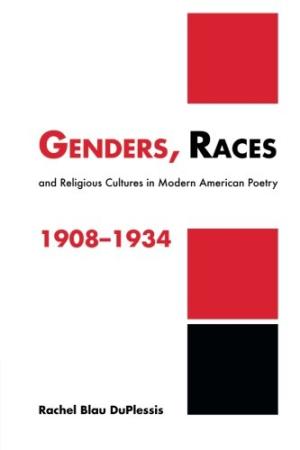 GENDERS, RACES
and Religious Cultures in Modern American Poetry
1908–1934
Rachel Blau DuPlessis